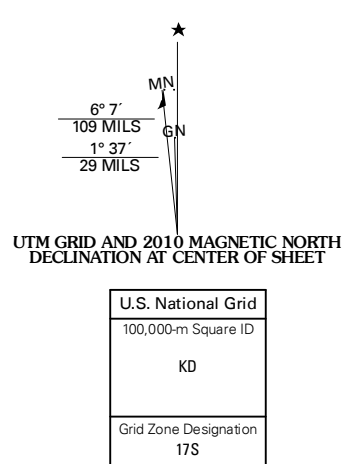 ★
MN
6° 7´
109 MILS
GN
1° 37´
29 MILS
UTM GRID AND 2010 MAGNETIC NORTH
DECLINATION AT CENTER OF SHEET
U.S. National Grid
100,000-m Square ID
KD
Grid Zone Designation
17S